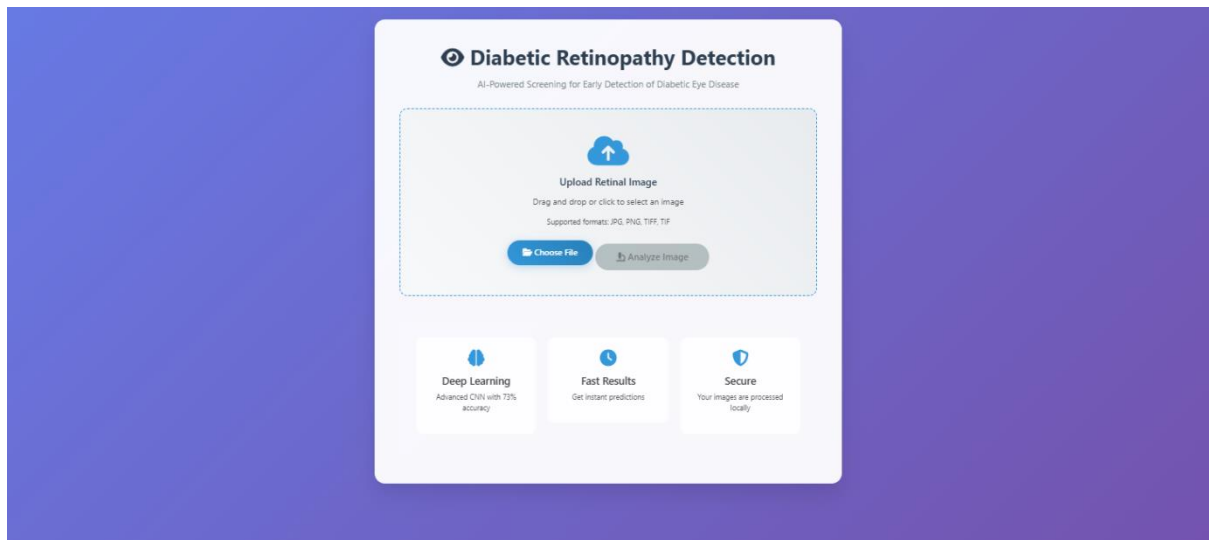 Diabetic Retinopathy Detection
AI-Powered Screening for Early Detection of Diabetic Eye Disease
Upload Retinal Image
Drag and drop or click to select an image
Supported formats: JPG, PNG, TIFF, TIF
Choose File
Analyze Image
Deep Learning
Advanced CNN with 73%
accuracy
Fast Results
Get instant predictions
Secure
Your images are processed
locally